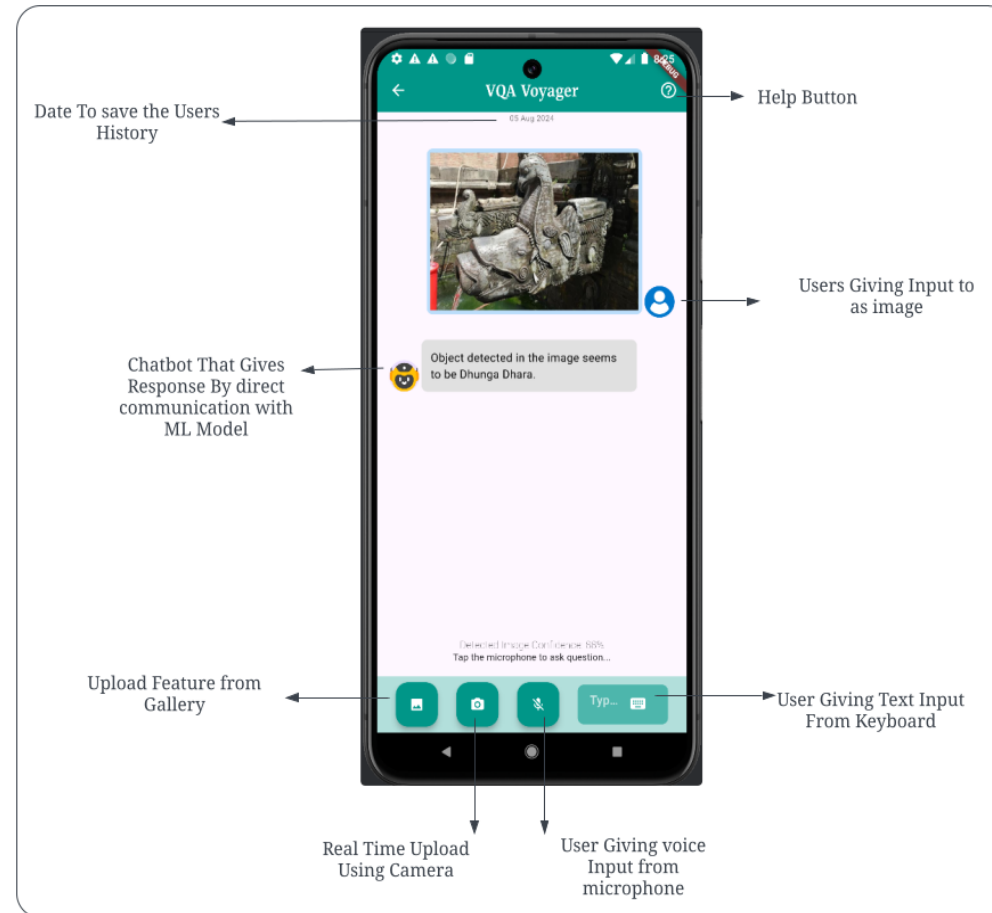 8:25
DEBUG
VQA Voyager
Help Button
Date To save the Users
History
05 Aug 2024
Users Giving Input to
as image
Object detected in the image seems
to be Dhunga Dhara.
Chatbot That Gives
Response By direct
communication with
ML Model
Detected Image Confidence: 
Tap the microphone to ask question...
Upload Feature from
Gallery
Typ...
User Giving Text Input
From Keyboard
Real Time Upload
Using Camera
User Giving voice
Input from
microphone